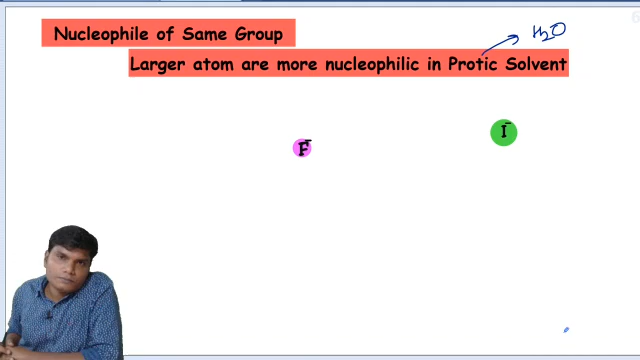 Nucleophile of Same Group
H₂O
Larger atom are more nucleophilic in Protic Solvent
F⁻
I⁻